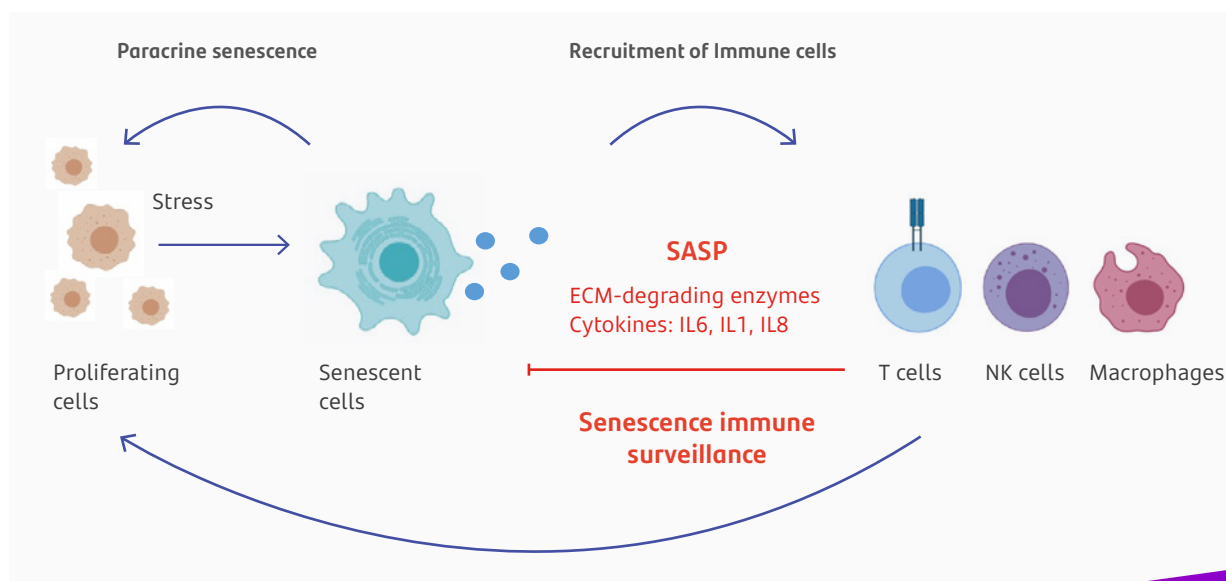 Paracrine senescence
Recruitment of Immune cells
Stress
SASP
ECM-degrading enzymes
Cytokines: IL6, IL1, IL8
Proliferating
cells
Senescent
cells
T cells
NK cells
Macrophages
Senescence immune
surveillance